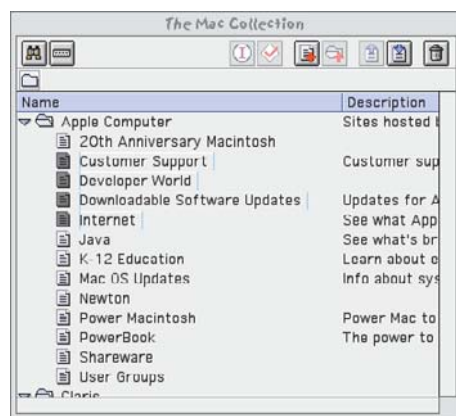 The Mac Collection
Name Description
Apple Computer Sites hosted
20th Anniversary Macintosh
Customer Support Customer sup
Developer World
Downloadable Software Updates Updates for A
Internet See what App
Java See what's br
K-12 Education Learn about
Mac OS Updates Info about sys
Newton
Power Macintosh Power Mac to
PowerBook The power to
Shareware
User Groups
Claris